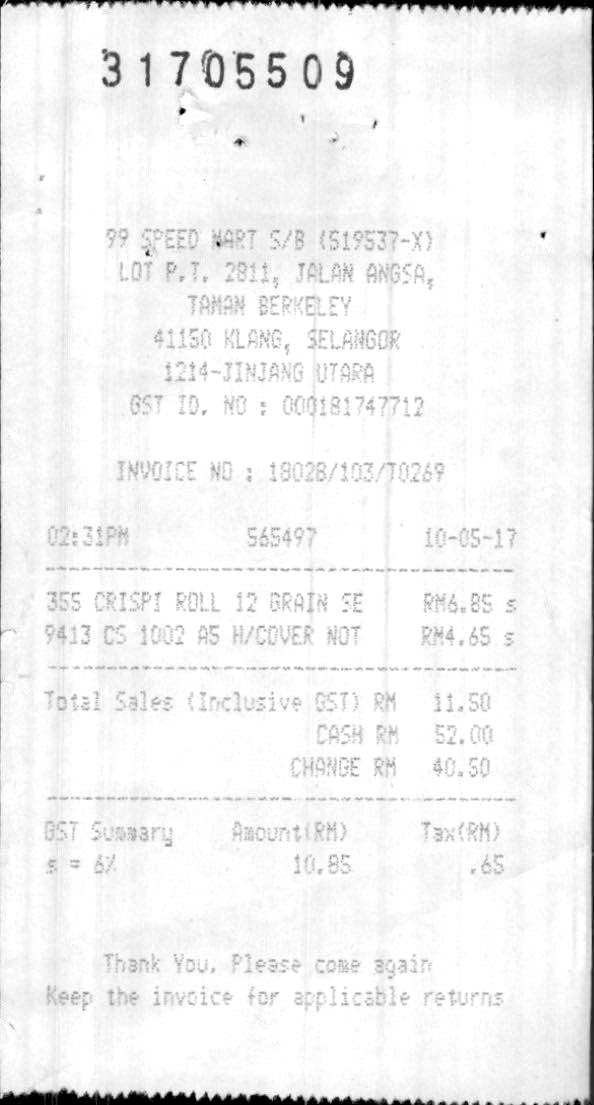 31705509
99 SPEED MART S/B (519537-X)
LOT P.T. 2811, JALAN ANGSA,
TAMAN BERKELEY
41150 KLANG, SELANGOR
1214-JINJANG UTARA
GST ID. NO : 000181747712
INVOICE NO : 18028/103/T0269
02:31PM 565497 10-05-17
355 CRISPI ROLL 12 GRAIN SE RM6.85 s
9413 CS 1002 A5 H/COVER NOT RM4.65 s
Total Sales (Inclusive GST) RM 11.50
CASH RM 52.00
CHANGE RM 40.50
GST Summary Amount(RM) Tax(RM)
s = 6% 10.85 .65
Thank You. Please come again
Keep the invoice for applicable returns